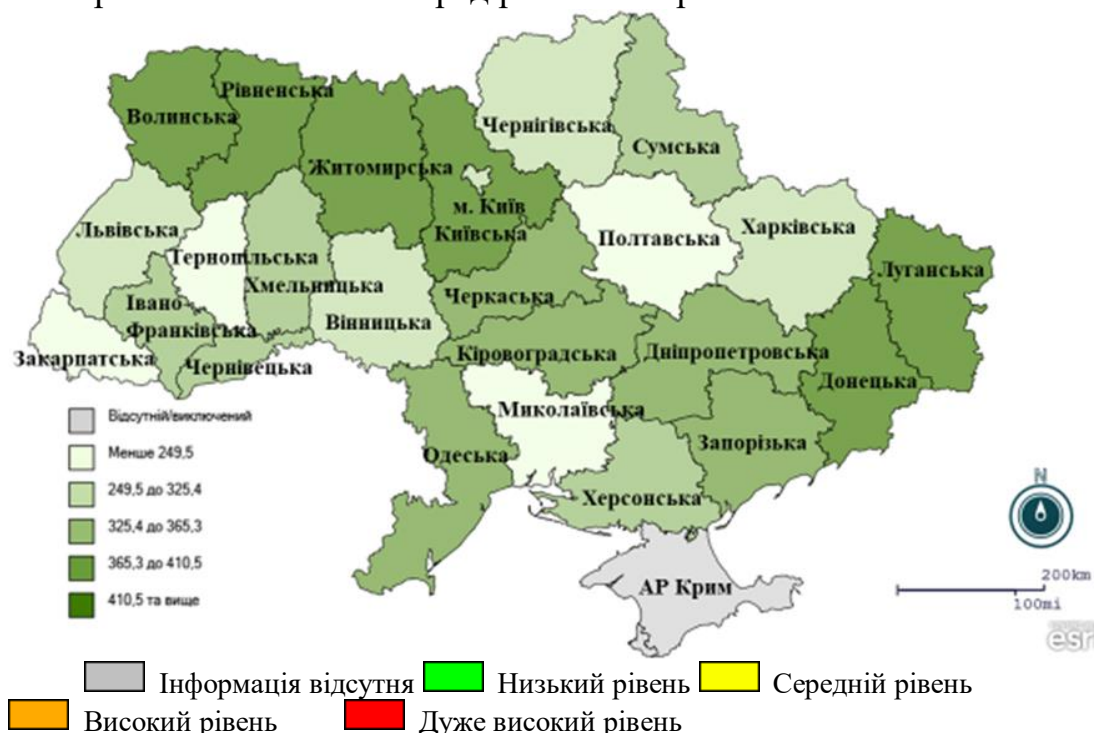 Волинська
Рівненська
Житомирська
Чернігівська
Сумська
м. Київ
Київська
Львівська
Тернопільська
Хмельницька
Полтавська
Харківська
Луганська
Івано
Франківська
Вінницька
Черкаська
Закарпатська
Чернівецька
Кіровоградська
Дніпропетровська
Донецька
Миколаївська
Запорізька
Одеська
Херсонська
АР Крим
Відсутній/виключений
Менше 249,5
249,5 до 325,4
325,4 до 365,3
365,3 до 410,5
410,5 та вище
N
200km
100mi
Інформація відсутня Низький рівень Середній рівень
Високий рівень Дуже високий рівень